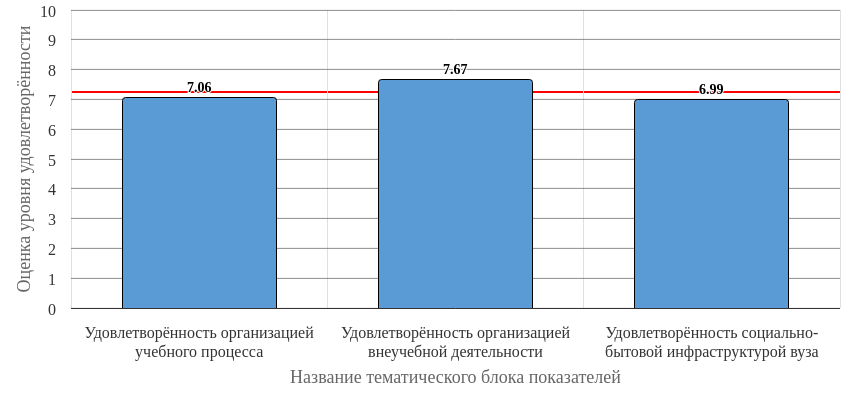 10
9
8
7
6
5
4
3
2
1
0
Оценка уровня удовлетворённости
7.06
7.67
6.99
Удовлетворённость организацией
учебного процесса
Удовлетворённость организацией
внеучебной деятельности
Удовлетворённость социально-
бытовой инфраструктурой вуза
Название тематического блока показателей